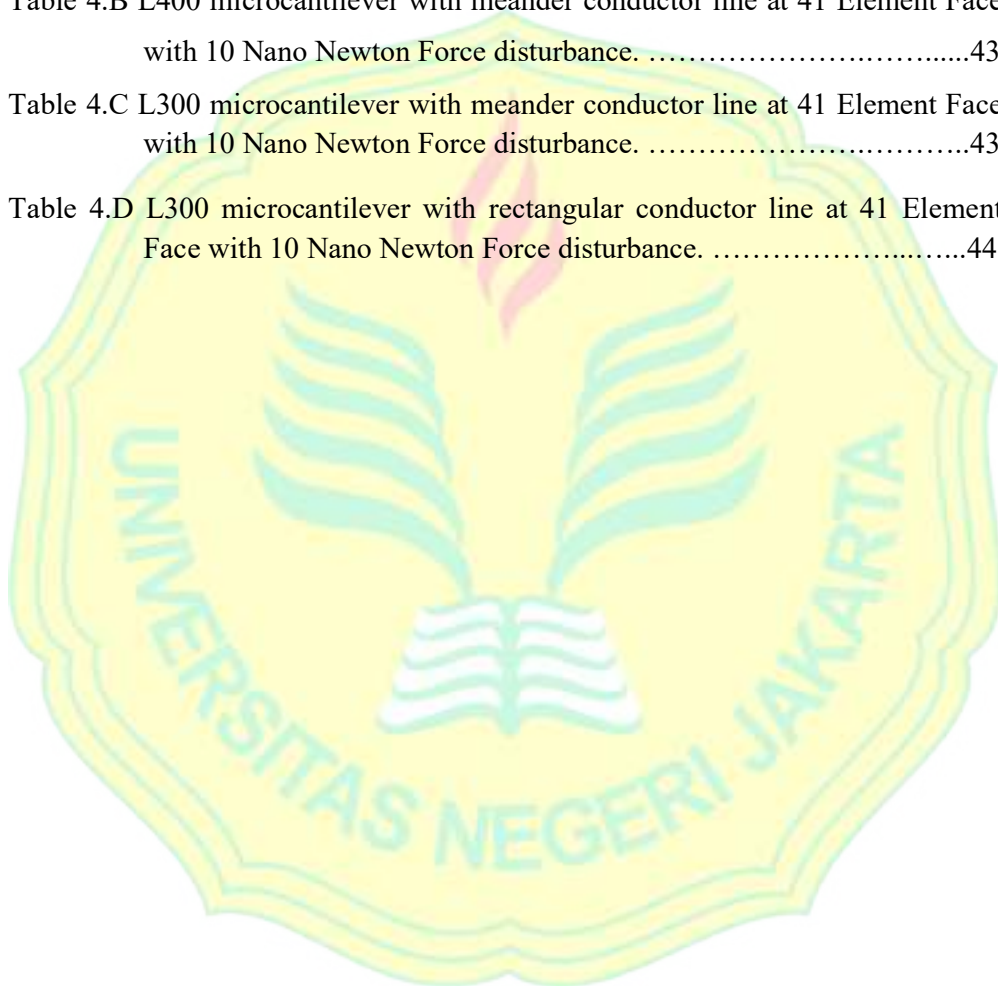 Table 4.B L400 microcantilever with meander conductor line at 41 Element Face
with 10 Nano Newton Force disturbance. …………………..……......43
Table 4.C L300 microcantilever with meander conductor line at 41 Element Face
with 10 Nano Newton Force disturbance. ………………...………..43
Table 4.D L300 microcantilever with rectangular conductor line at 41 Element
Face with 10 Nano Newton Force disturbance. ………………...…...44
UNIVERSITAS NEGERI JAKARTA